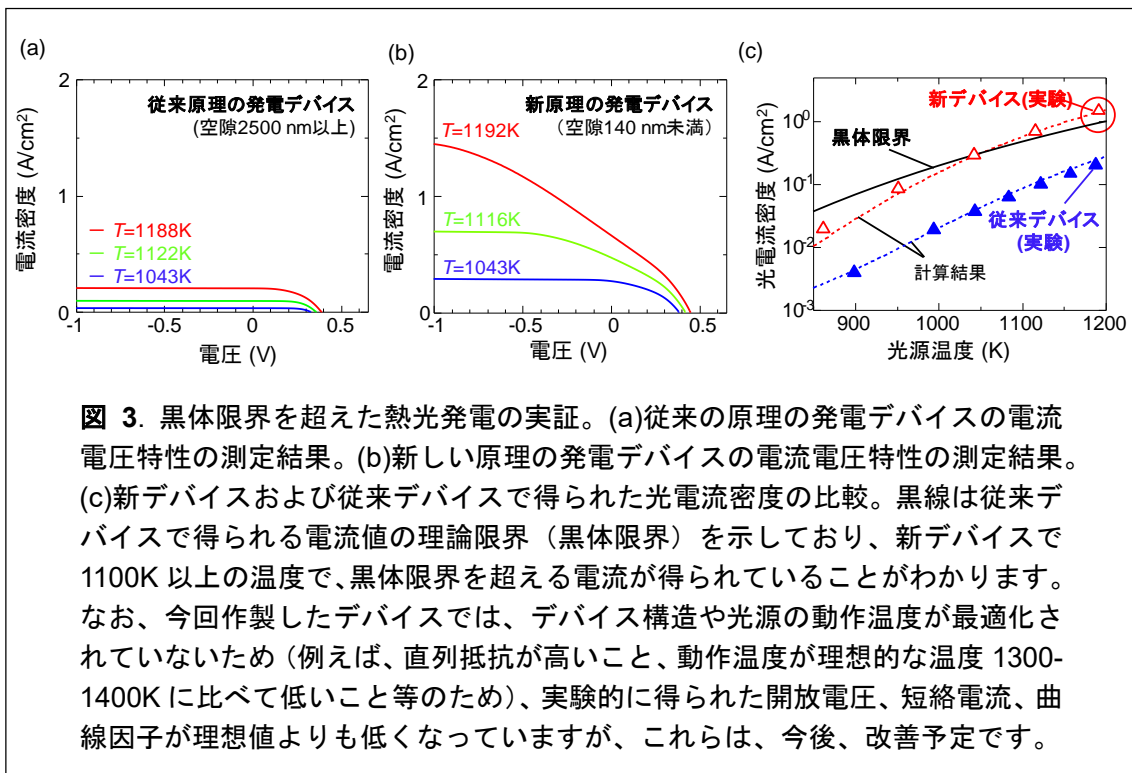 (a)
(b)
(c)
2
1
0
電流密度 (A/cm²)
従来原理の発電デバイス
(空隙2500 nm以上)
T=1188K
T=1122K
T=1043K
-1
-0.5
0
0.5
電圧 (V)
2
1
0
電流密度 (A/cm²)
新原理の発電デバイス
(空隙140 nm未満)
T=1192K
T=1116K
T=1043K
-1
-0.5
0
0.5
電圧 (V)
光電流密度 (A/cm²)
10⁰
10⁻¹
10⁻²
10⁻³
新デバイス(実験)
黒体限界
従来デバイス
(実験)
計算結果
900
1000
1100
1200
光源温度 (K)
図 3. 黒体限界を超えた熱光発電の実証。(a)従来の原理の発電デバイスの電流
電圧特性の測定結果。(b)新しい原理の発電デバイスの電流電圧特性の測定結果。
(c)新デバイスおよび従来デバイスで得られた光電流密度の比較。黒線は従来デ
バイスで得られる電流値の理論限界（黒体限界）を示しており、新デバイスで
1100K 以上の温度で、黒体限界を超える電流が得られていることがわかります。
なお、今回作製したデバイスでは、デバイス構造や光源の動作温度が最適化さ
れていないため（例えば、直列抵抗が高いこと、動作温度が理想的な温度 1300-
1400K に比べて低いこと等のため）、実験的に得られた開放電圧、短絡電流、曲
線因子が理想値よりも低くなっていますが、これらは、今後、改善予定です。